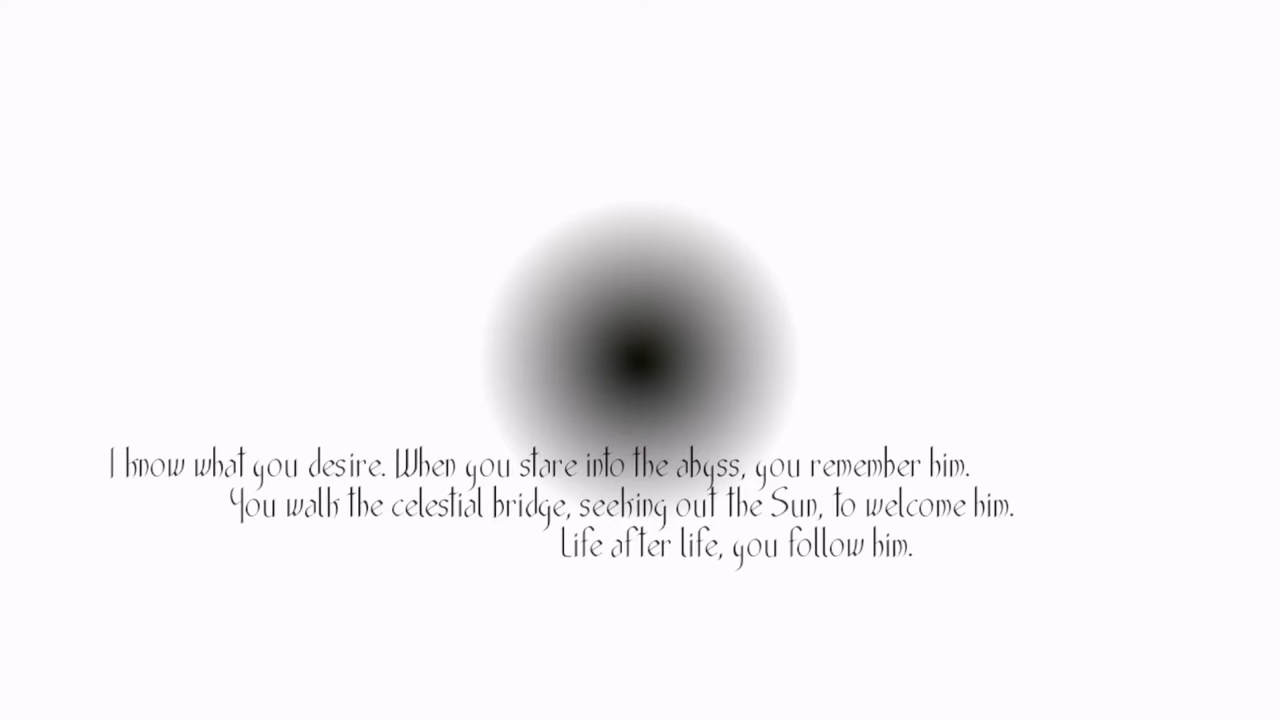 I know what you desire. When you stare into the abyss, you remember him.
You walk the celestial bridge, seeking out the Sun, to welcome him.
Life after life, you follow him.